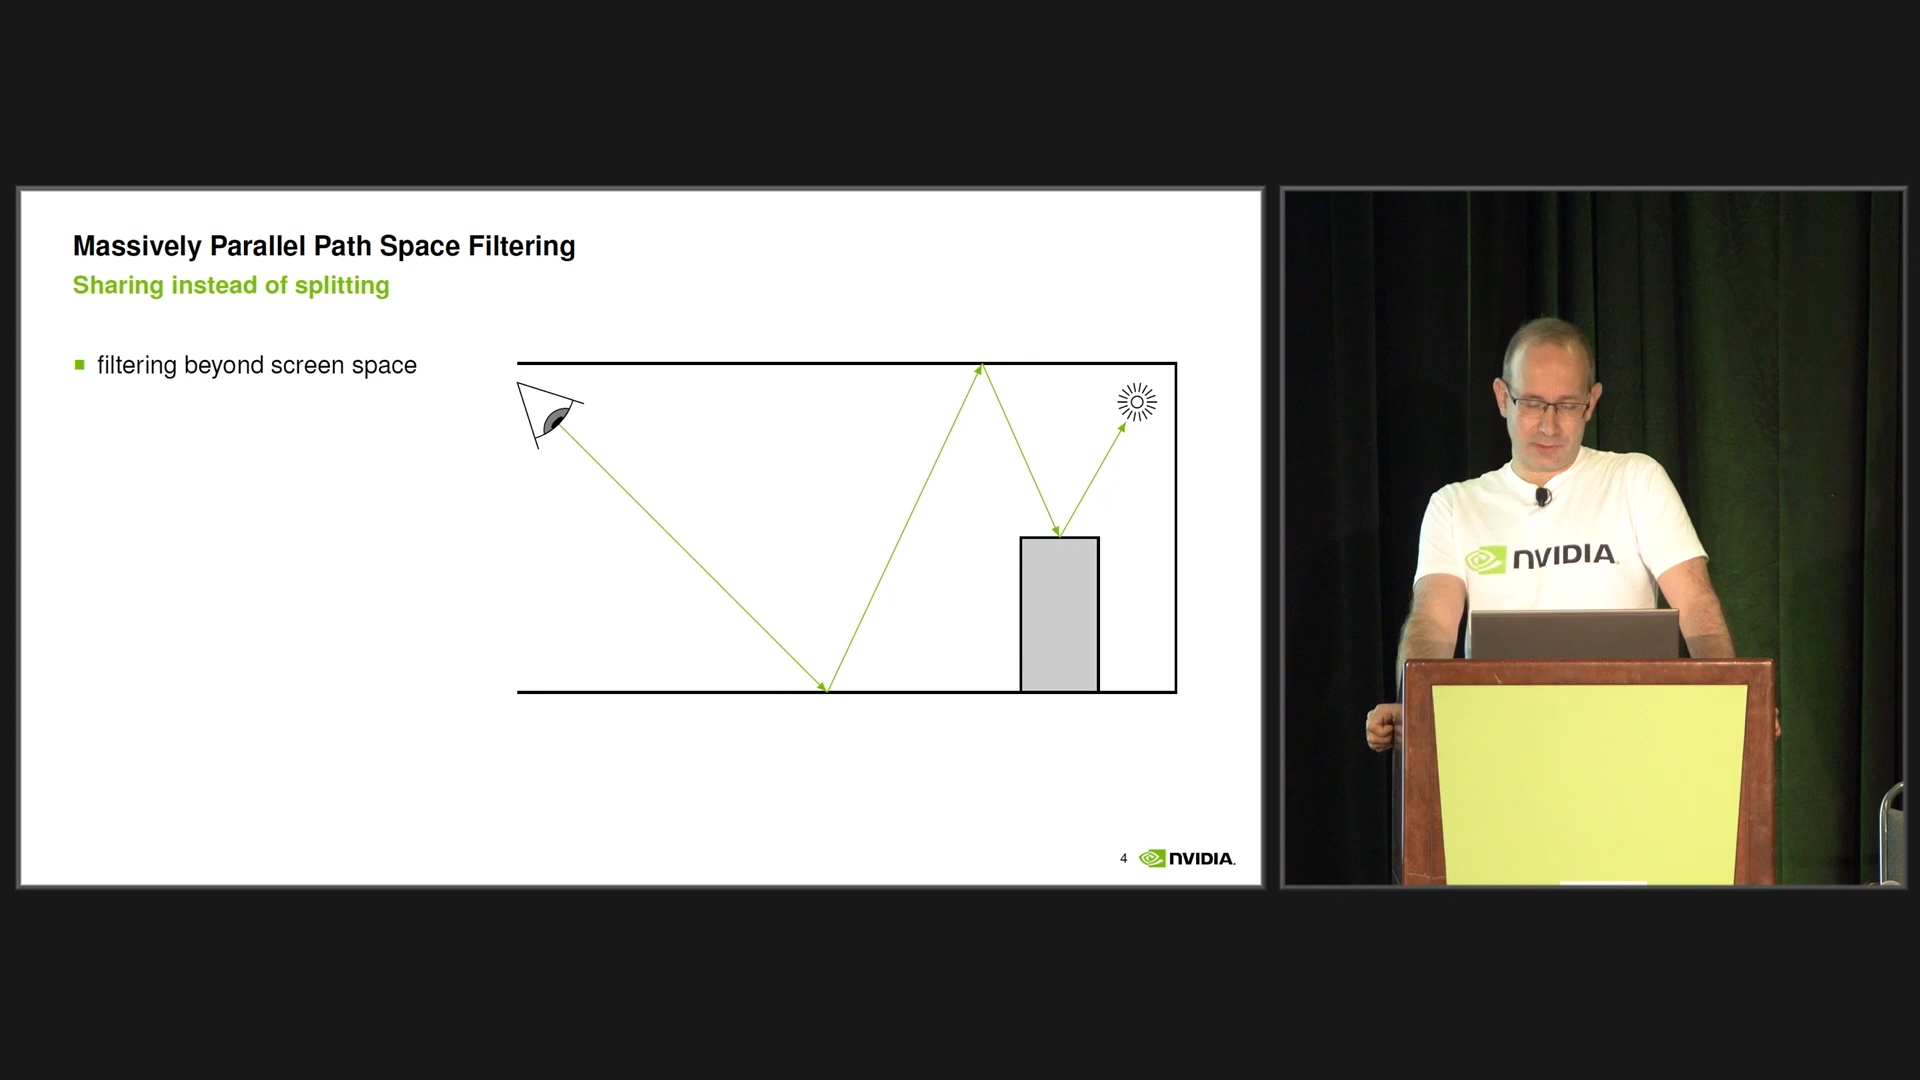 Massively Parallel Path Space Filtering
Sharing instead of splitting
filtering beyond screen space
4
NVIDIA.
NVIDIA.